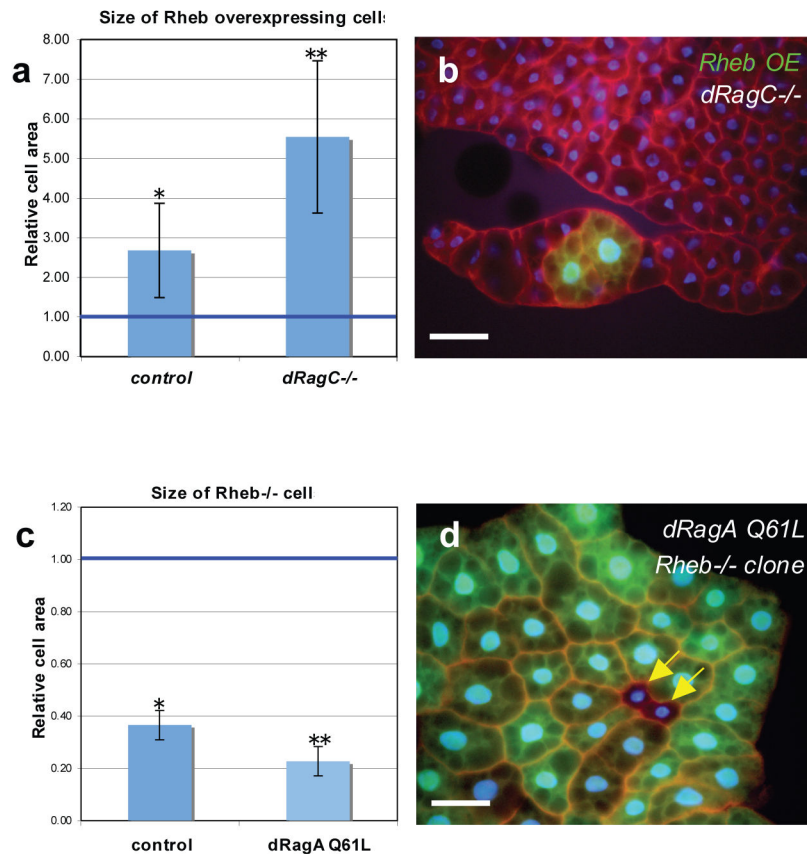 Size of Rheb overexpressing cells
a
8.00
7.00
6.00
5.00
4.00
3.00
2.00
1.00
0.00
Relative cell area
*
**
control
dRagC-/-
b
Rheb OE
dRagC-/-
Size of Rheb-/- cell
c
1.20
1.00
0.80
0.60
0.40
0.20
0.00
Relative cell area
*
**
control
dRagA Q61L
d
dRagA Q61L
Rheb-/- clone